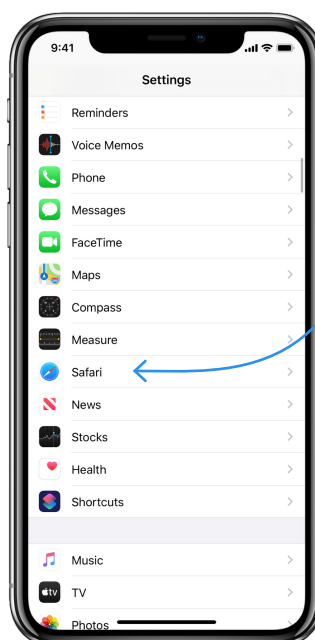 9:41
Settings
Reminders
Voice Memos
Phone
Messages
FaceTime
Maps
Compass
Measure
Safari
News
Stocks
Health
Shortcuts
Music
tv TV
Photos